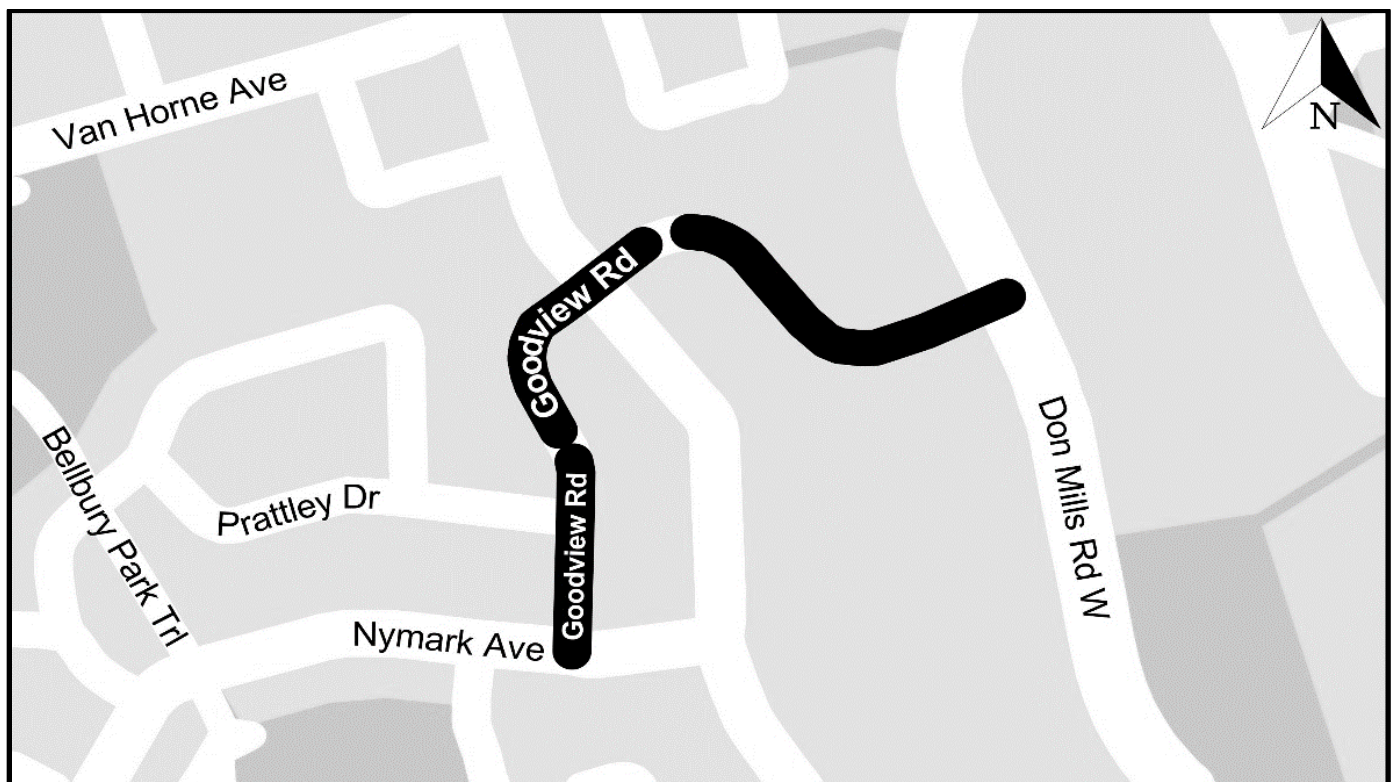 Van Horne Ave
N
Goodview Rd
Don Mills Rd W
Bellbury Park Trl
Prattley Dr
Goodview Rd
Nymark Ave